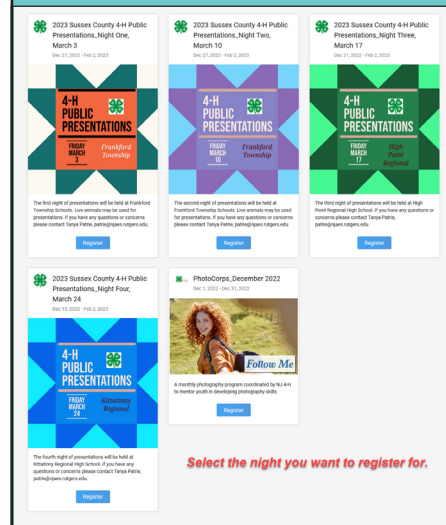 2023 Sussex County 4-H Public
Presentations_Night One,
March 3
Dec 27, 2022 - Feb 2, 2023
4-H
PUBLIC
PRESENTATIONS
FRIDAY
MARCH
3
Frankford
Township
The first night of presentations will be held at Frankford
Township Schools. Live animals may be used for
presentations. If you have any questions or concerns
please contact Tanya Patrie, patrie@njaes.rutgers.edu.
Register
2023 Sussex County 4-H Public
Presentations_Night Two,
March 10
Dec 27, 2022 - Feb 2, 2023
4-H
PUBLIC
PRESENTATIONS
FRIDAY
MARCH
10
Frankford
Township
The second night of presentations will be held at
Frankford Township Schools. Live animals may be used
for presentations. If you have any questions or concerns
please contact Tanya Patrie, patrie@njaes.rutgers.edu.
Register
2023 Sussex County 4-H Public
Presentations_Night Three,
March 17
Dec 21, 2022 - Feb 2, 2023
4-H
PUBLIC
PRESENTATIONS
FRIDAY
MARCH
17
High
Point
Regional
The third night of presentations will be held at High
Point Regional High School. If you have any questions or
concerns please contact Tanya Patrie,
patrie@njaes.rutgers.edu.
Register
2023 Sussex County 4-H Public
Presentations_Night Four,
March 24
Dec 15, 2022 - Feb 2, 2023
4-H
PUBLIC
PRESENTATIONS
FRIDAY
MARCH
24
Kittatinny
Regional
The fourth night of presentations will be held at
Kittatinny Regional High School. If you have any
questions or concerns please contact Tanya Patrie,
patrie@njaes.rutgers.edu.
Register
PhotoCorps_December 2022
Dec 1, 2022 - Dec 31, 2022
Follow Me
A monthly photography program coordinated by NJ 4-H
to mentor youth in developing photography skills.
Register
Select the night you want to register for.